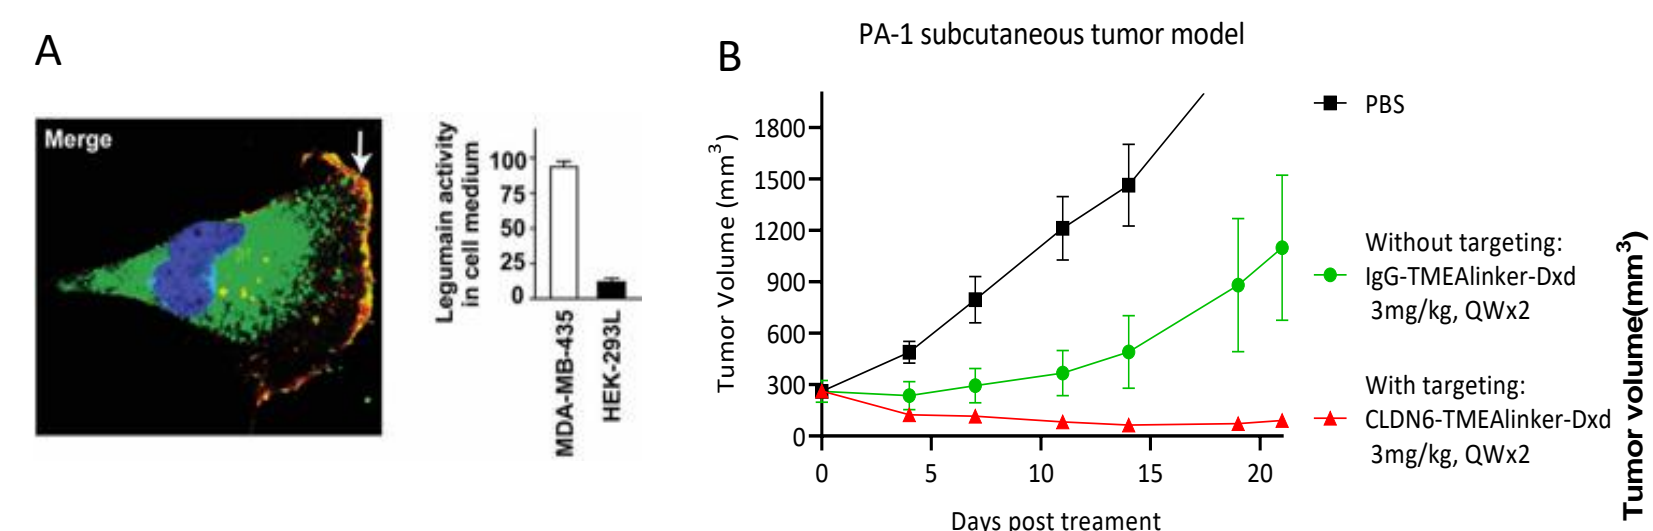 A
Merge
Legumain activity
in cell medium
100
75
50
25
0
MDA-MB-435
HEK-293L
B
PA-1 subcutaneous tumor model
Tumor Volume (mm³)
1800
1500
1200
900
600
300
0
0 5 10 15 20
Days post treament
PBS
Without targeting:
IgG-TMEAlinker-Dxd
3mg/kg, QWx2
With targeting:
CLDN6-TMEAlinker-Dxd
3mg/kg, QWx2
Tumor volume(mm³)